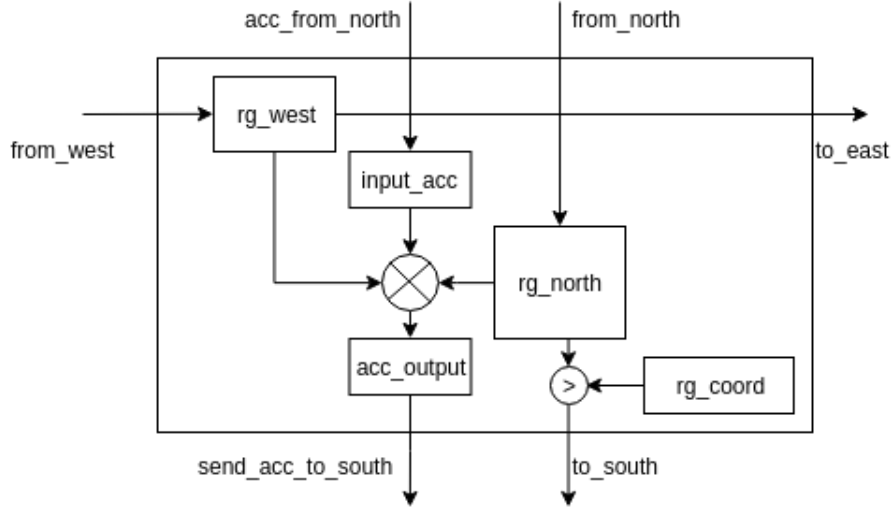 acc_from_north
from_north
rg_west
from_west
to_east
input_acc
rg_north
acc_output
>
rg_coord
send_acc_to_south
to_south